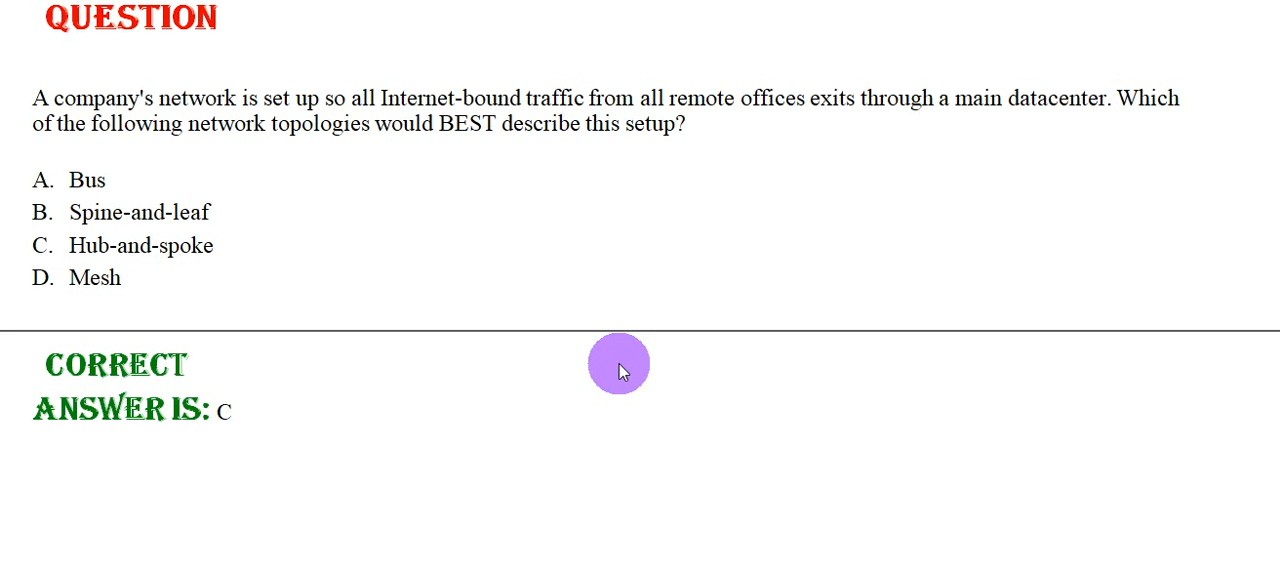 QUESTION
A company's network is set up so all Internet-bound traffic from all remote offices exits through a main datacenter. Which
of the following network topologies would BEST describe this setup?
A. Bus
B. Spine-and-leaf
C. Hub-and-spoke
D. Mesh
CORRECT
ANSWER IS: C